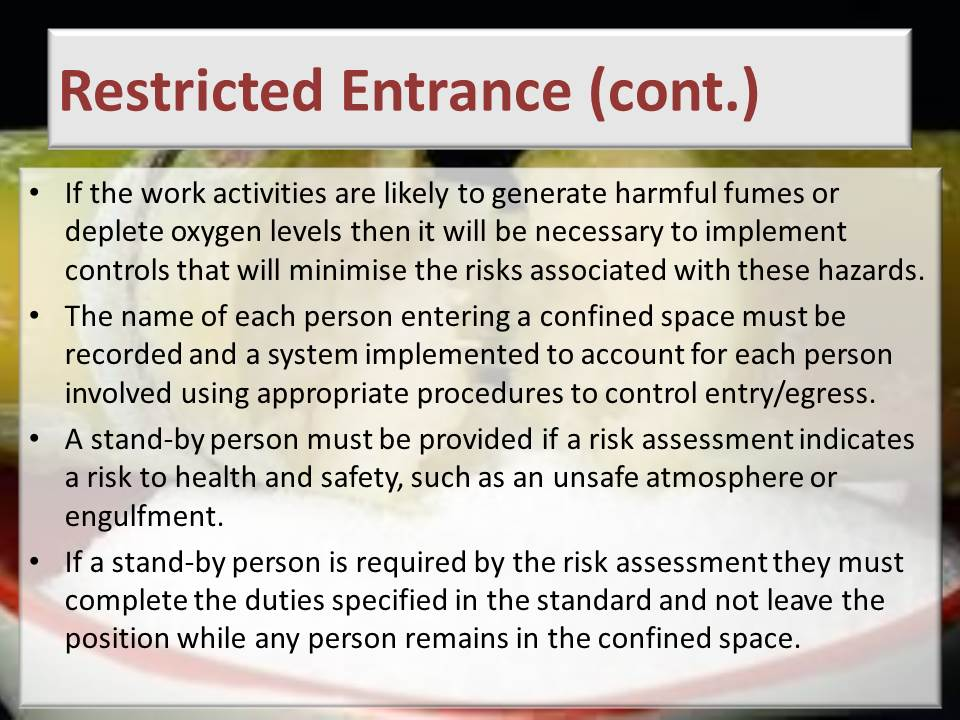 Restricted Entrance (cont.)
• If the work activities are likely to generate harmful fumes or
deplete oxygen levels then it will be necessary to implement
controls that will minimise the risks associated with these hazards.
• The name of each person entering a confined space must be
recorded and a system implemented to account for each person
involved using appropriate procedures to control entry/egress.
• A stand-by person must be provided if a risk assessment indicates
a risk to health and safety, such as an unsafe atmosphere or
engulfment.
• If a stand-by person is required by the risk assessment they must
complete the duties specified in the standard and not leave the
position while any person remains in the confined space.